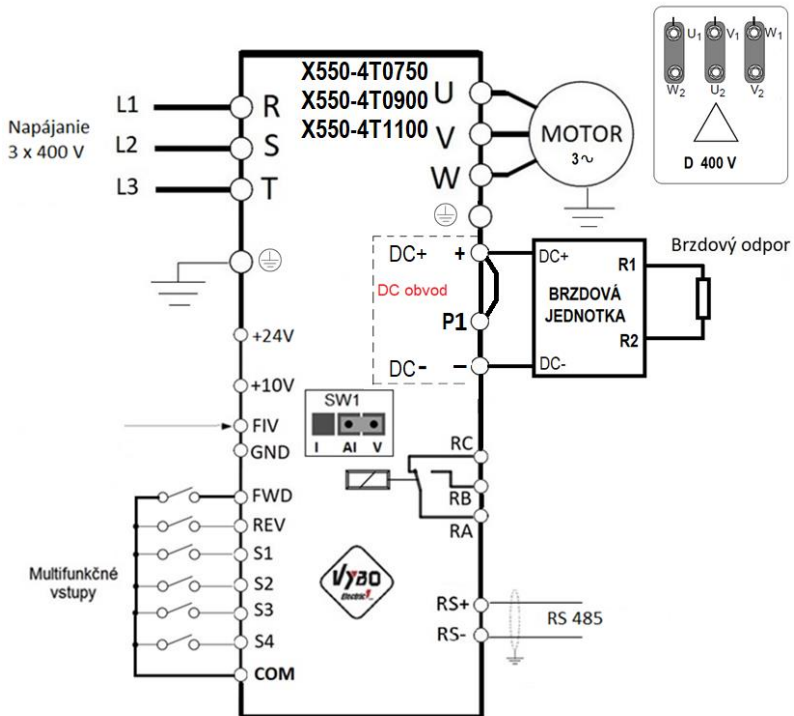 X550-4T0750
X550-4T0900
X550-4T1100
Napájanie
3 x 400 V
L1
L2
L3
R
S
T
U
V
W
MOTOR
3~
U1
V1
W1
W2
U2
V2
D 400 V
DC+
+
DC obvod
P1
DC-
-
DC+
R1
BRZDOVÁ
JEDNOTKA
R2
DC-
Brzdový odpor
+24V
+10V
FIV
GND
SW1
I AI V
RC
RB
RA
Multifunkčné
vstupy
FWD
REV
S1
S2
S3
S4
COM
VYBO
Electric
RS+
RS-
RS 485